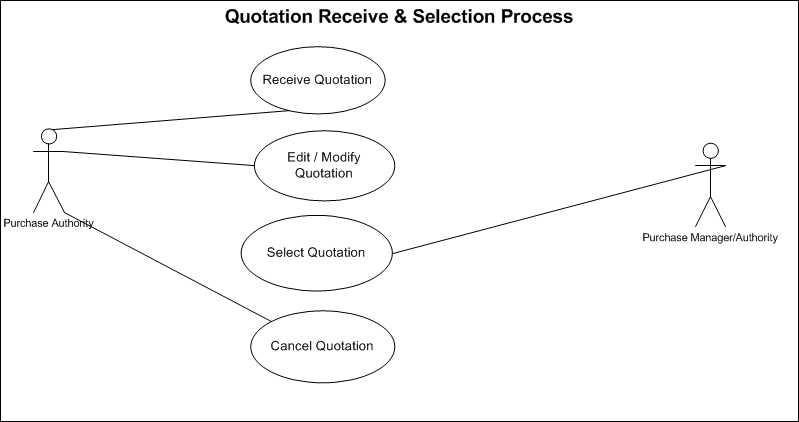 Quotation Receive & Selection Process
Receive Quotation
Edit / Modify
Quotation
Purchase Authority
Select Quotation
Purchase Manager/Authority
Cancel Quotation